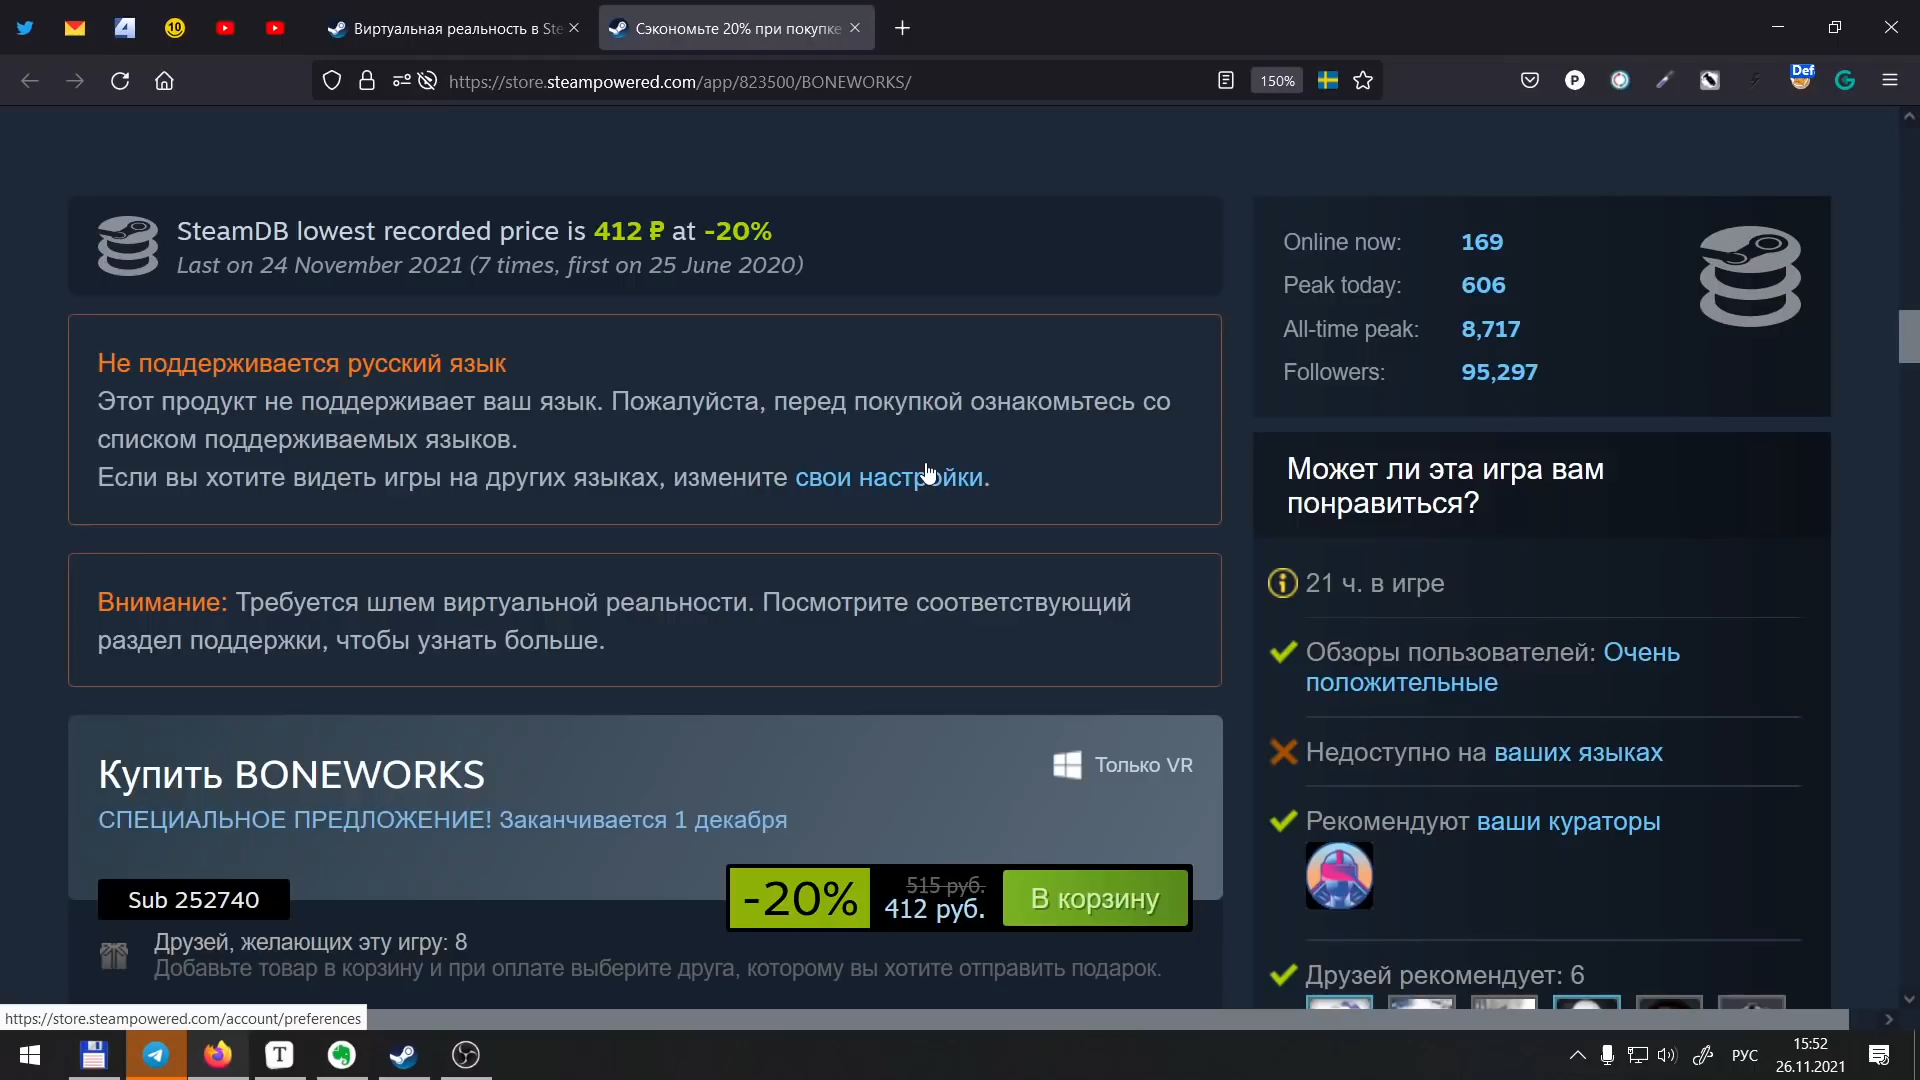 Виртуальная реальность в Ste
Сэкономьте 20% при покупке
https://store.steampowered.com/app/823500/BONEWORKS/
150%
Def
SteamDB lowest recorded price is 412 ₽ at -20%
Last on 24 November 2021 (7 times, first on 25 June 2020)
Online now: 169
Peak today: 606
All-time peak: 8,717
Followers: 95,297
Не поддерживается русский язык
Этот продукт не поддерживает ваш язык. Пожалуйста, перед покупкой ознакомьтесь со
списком поддерживаемых языков.
Если вы хотите видеть игры на других языках, измените свои настройки.
Может ли эта игра вам
понравиться?
21 ч. в игре
Внимание: Требуется шлем виртуальной реальности. Посмотрите соответствующий
раздел поддержки, чтобы узнать больше.
Обзоры пользователей: Очень
положительные
Недоступно на ваших языках
Рекомендуют ваши кураторы
Друзей рекомендует: 6
Купить BONEWORKS
Только VR
СПЕЦИАЛЬНОЕ ПРЕДЛОЖЕНИЕ! Заканчивается 1 декабря
-20%
515 руб.
412 руб.
В корзину
Sub 252740
Друзей, желающих эту игру: 8
Добавьте товар в корзину и при оплате выберите друга, которому вы хотите отправить подарок.
https://store.steampowered.com/account/preferences
РУС
15:52
26.11.2021